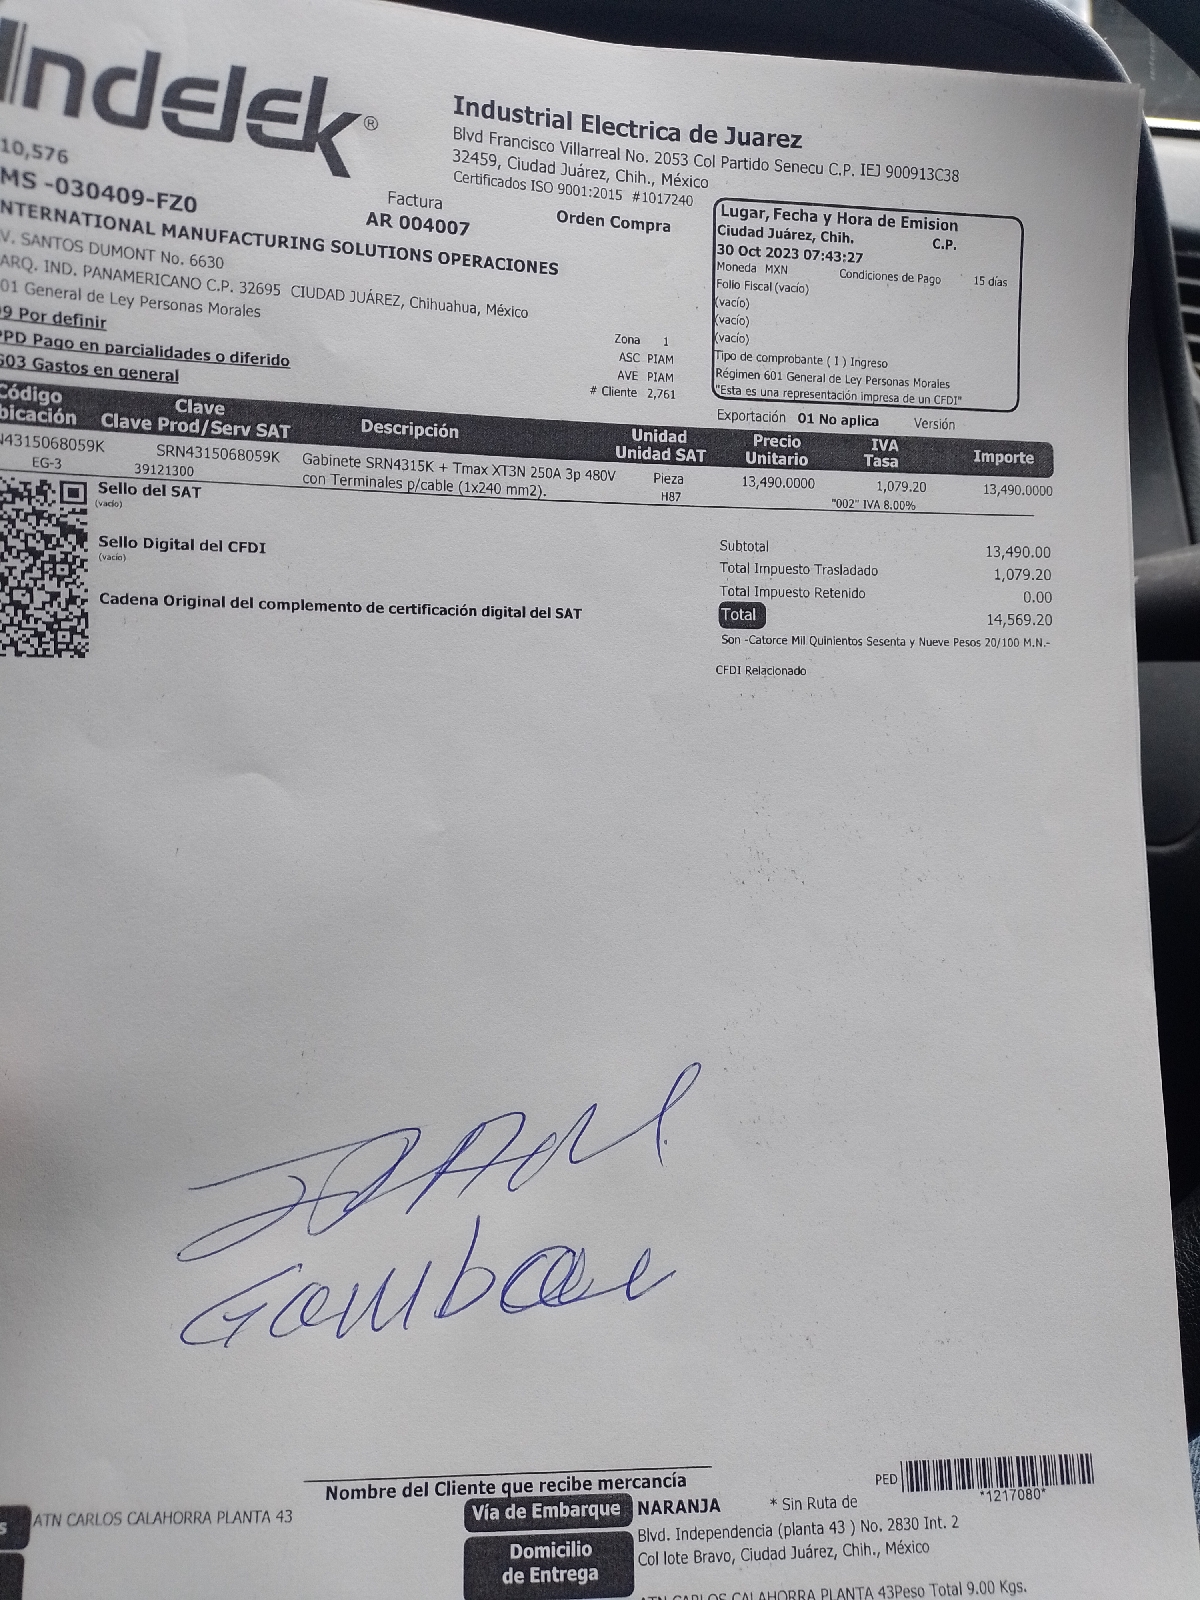 Indelek®
Industrial Electrica de Juarez
Blvd Francisco Villarreal No. 2053 Col Partido Senecu C.P. IEJ 900913C38
32459, Ciudad Juárez, Chih., México
Certificados ISO 9001:2015 #1017240
10,576
MS -030409-FZ0
Factura
AR 004007
Orden Compra
NTERNATIONAL MANUFACTURING SOLUTIONS OPERACIONES
V. SANTOS DUMONT No. 6630
ARQ. IND. PANAMERICANO C.P. 32695 CIUDAD JUÁREZ, Chihuahua, México
01 General de Ley Personas Morales
9 Por definir
PPD Pago en parcialidades o diferido
G03 Gastos en general
Lugar, Fecha y Hora de Emision
Ciudad Juárez, Chih. C.P.
30 Oct 2023 07:43:27
Moneda MXN Condiciones de Pago 15 días
Follo Fiscal (vacío)
(vacío)
(vacío)
(vacío)
Tipo de comprobante ( I ) Ingreso
Régimen 601 General de Ley Personas Morales
"Esta es una representación impresa de un CFDI"
Zona 1
ASC PIAM
AVE PIAM
# Cliente 2,761
Exportación 01 No aplica Versión
Código Clave Descripción Unidad Precio IVA Importe
bicación Clave Prod/Serv SAT Unidad SAT Unitario Tasa
N4315068059K SRN4315068059K Gabinete SRN4315K + Tmax XT3N 250A 3p 480V Pieza 13,490.0000 1,079.20 13,490.0000
EG-3 39121300 con Terminales p/cable (1x240 mm2). H87 "002" IVA 8.00%
Sello del SAT
(vacío)
Sello Digital del CFDI
(vacío)
Cadena Original del complemento de certificación digital del SAT
Subtotal 13,490.00
Total Impuesto Trasladado 1,079.20
Total Impuesto Retenido 0.00
Total 14,569.20
Son -Catorce Mil Quinientos Sesenta y Nueve Pesos 20/100 M.N.-
CFDI Relacionado
Nombre del Cliente que recibe mercancía
PED
*1217080*
s ATN CARLOS CALAHORRA PLANTA 43
Vía de Embarque NARANJA * Sin Ruta de
Domicilio
de Entrega
Blvd. Independencia (planta 43 ) No. 2830 Int. 2
Col lote Bravo, Ciudad Juárez, Chih., México
ATN CARLOS CALAHORRA PLANTA 43Peso Total 9.00 Kgs.